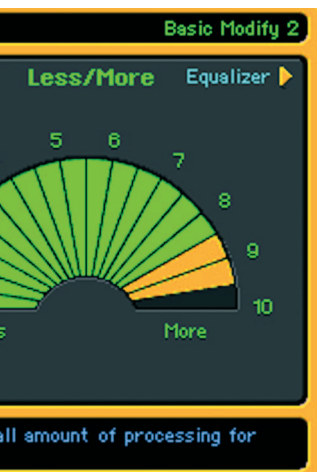 Basic Modify 2
Less/More Equalizer
5 6
7
8
9
10
s More
all amount of processing for